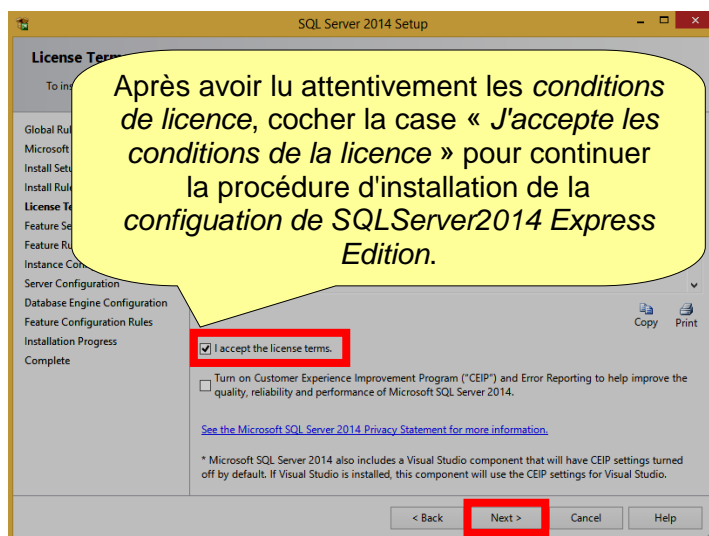 SQL Server 2014 Setup
License Ter
To ins
Après avoir lu attentivement les conditions
de licence, cocher la case « J'accepte les
conditions de la licence » pour continuer
la procédure d'installation de la
configuation de SQLServer2014 Express
Edition.
Global Rul
Microsoft
Install Setu
Install Rule
License Te
Feature Se
Feature Ru
Instance Con
Server Configuration
Database Engine Configuration
Feature Configuration Rules
Installation Progress
Complete
Copy Print
I accept the license terms.
Turn on Customer Experience Improvement Program ("CEIP") and Error Reporting to help improve the
quality, reliability and performance of Microsoft SQL Server 2014.
See the Microsoft SQL Server 2014 Privacy Statement for more information.
* Microsoft SQL Server 2014 also includes a Visual Studio component that will have CEIP settings turned
off by default. If Visual Studio is installed, this component will use the CEIP settings for Visual Studio.
< Back Next > Cancel Help